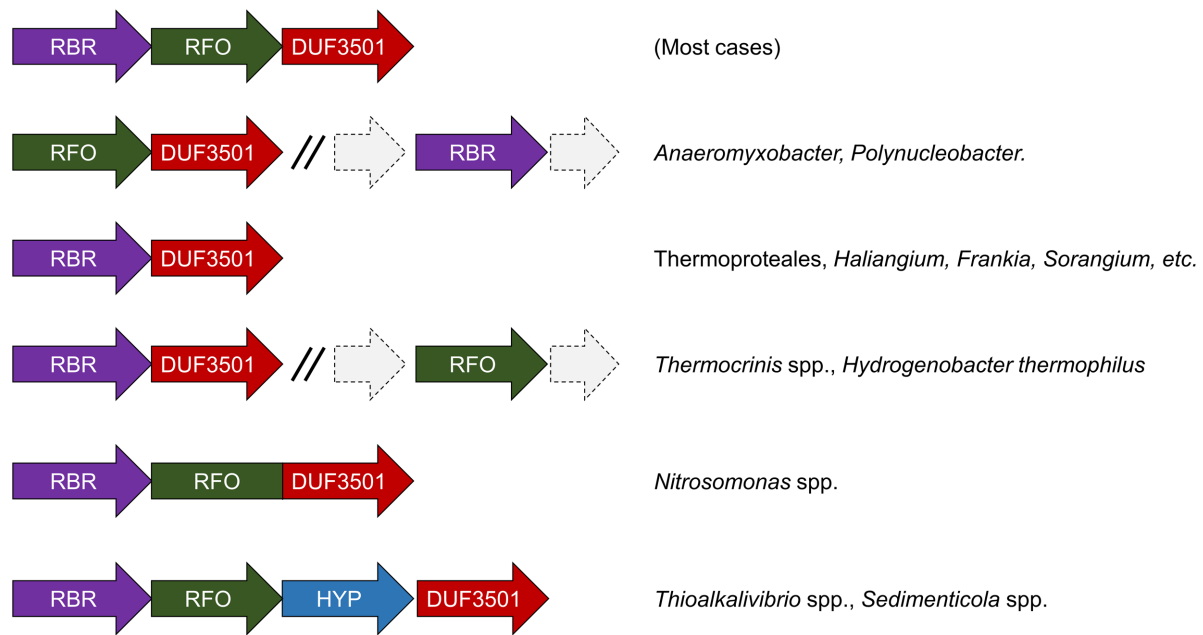 RBR RFO DUF3501 (Most cases)
RFO DUF3501 // RBR Anaeromyxobacter, Polynucleobacter.
RBR DUF3501 Thermoproteales, Haliangium, Frankia, Sorangium, etc.
RBR DUF3501 // RFO Thermocrinis spp., Hydrogenobacter thermophilus
RBR RFO DUF3501 Nitrosomonas spp.
RBR RFO HYP DUF3501 Thioalkalivibrio spp., Sedimenticola spp.